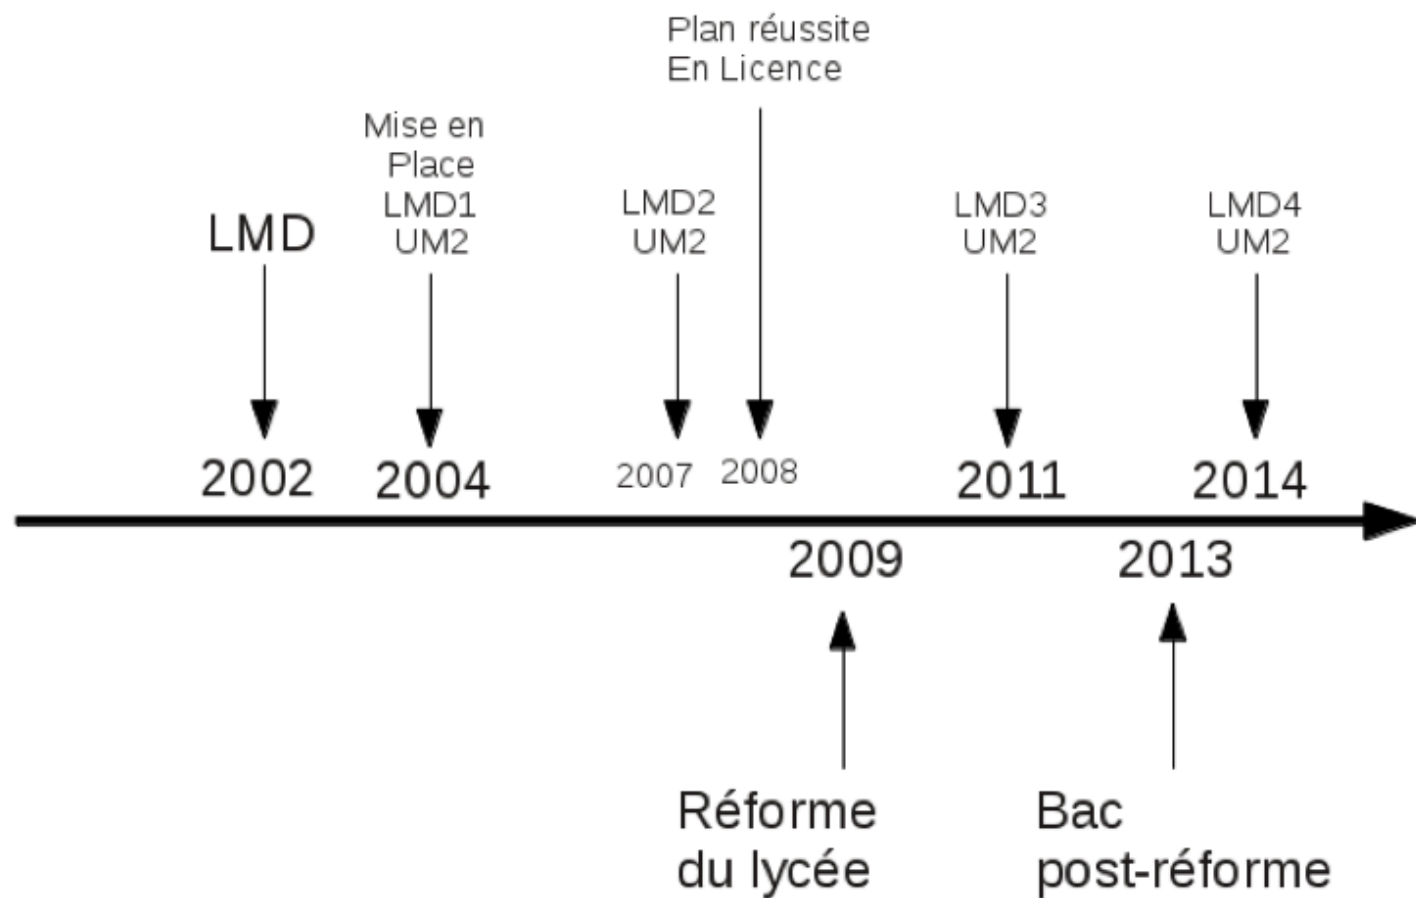 Plan réussite
En Licence
Mise en
Place
LMD1
UM2
LMD
LMD2
UM2
LMD3
UM2
LMD4
UM2
2002
2004
2007
2008
2011
2014
2009
2013
Réforme
du lycée
Bac
post-réforme